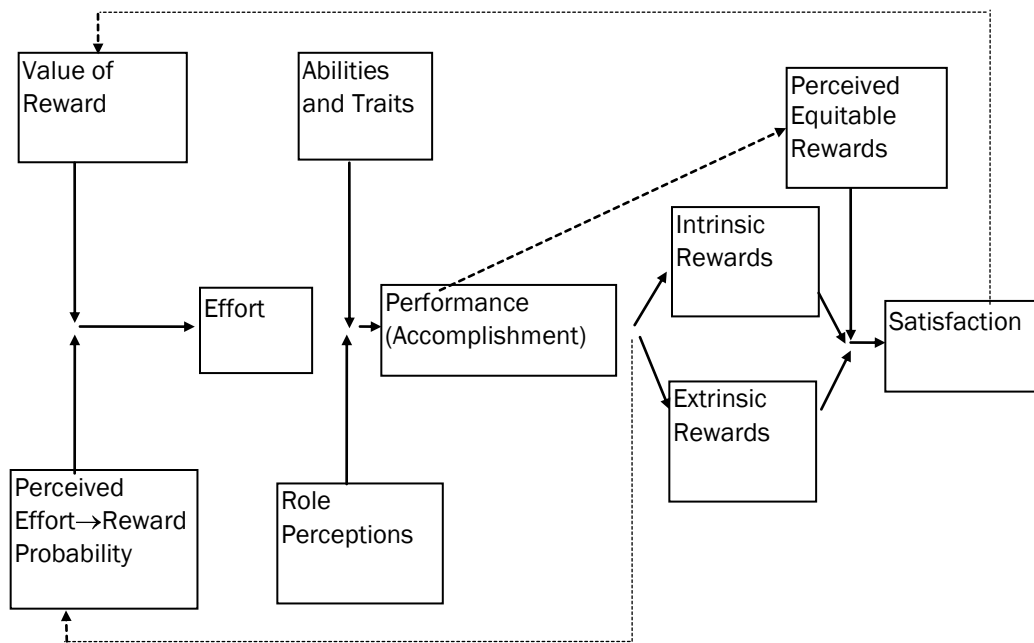 Value of
Reward
Abilities
and Traits
Perceived
Equitable
Rewards
Intrinsic
Rewards
Effort
Performance
(Accomplishment)
Satisfaction
Extrinsic
Rewards
Perceived
Effort→Reward
Probability
Role
Perceptions